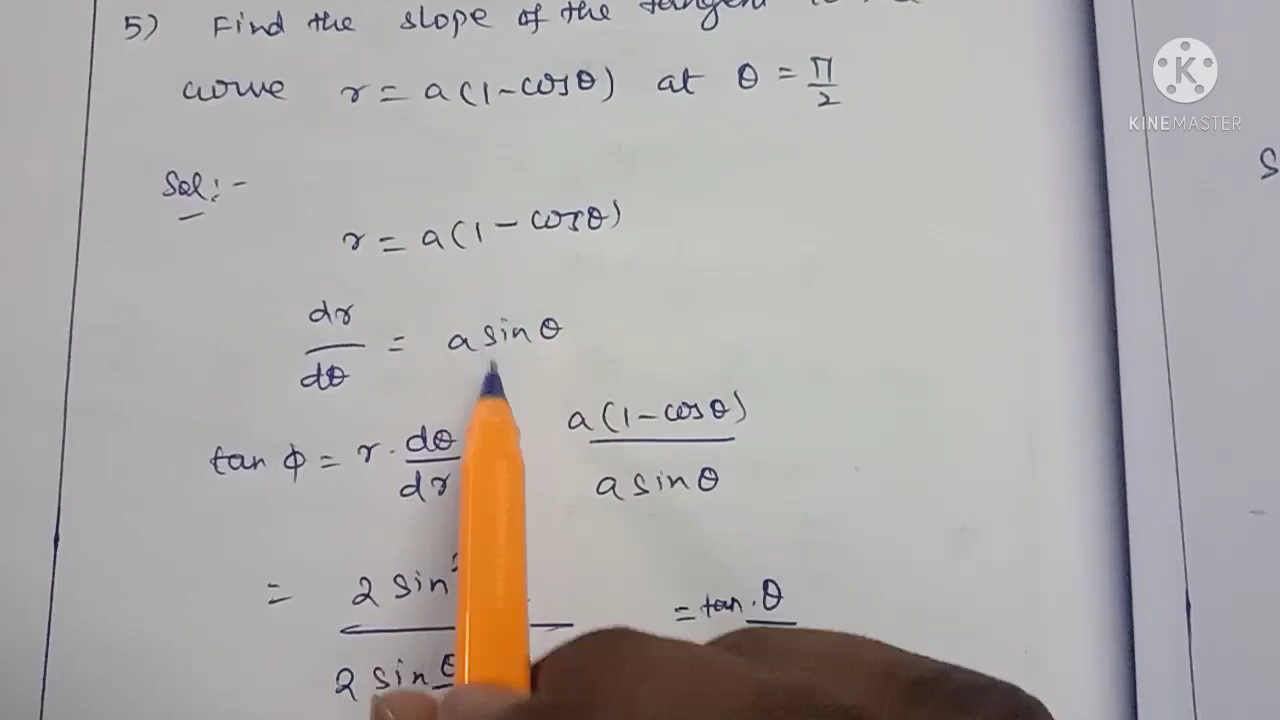 5) Find the slope of the
curve r = a(1-cosθ) at θ = π/2
K
KINEMASTER
S
Sol:-
r = a(1 - cosθ)
dr/dθ = a sinθ
tan φ = r. dθ/dr a(1-cosθ)/a sinθ
= 2 sin = tan. θ
2 sin